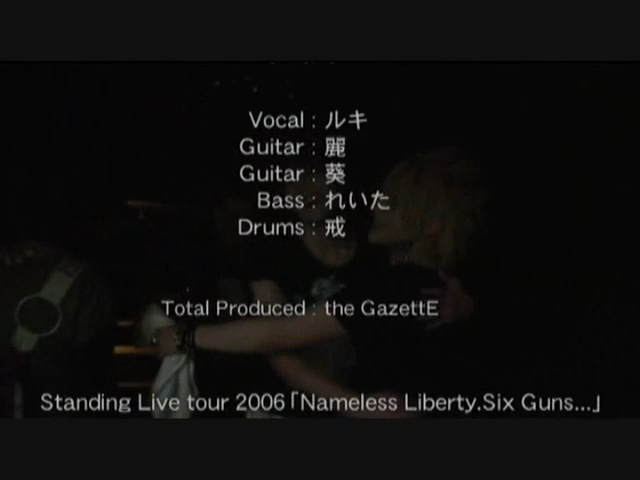 Vocal : ルキ
Guitar : 麗
Guitar : 葵
Bass : れいた
Drums : 戒
Total Produced : the GazettE
Standing Live tour 2006「Nameless Liberty.Six Guns...」